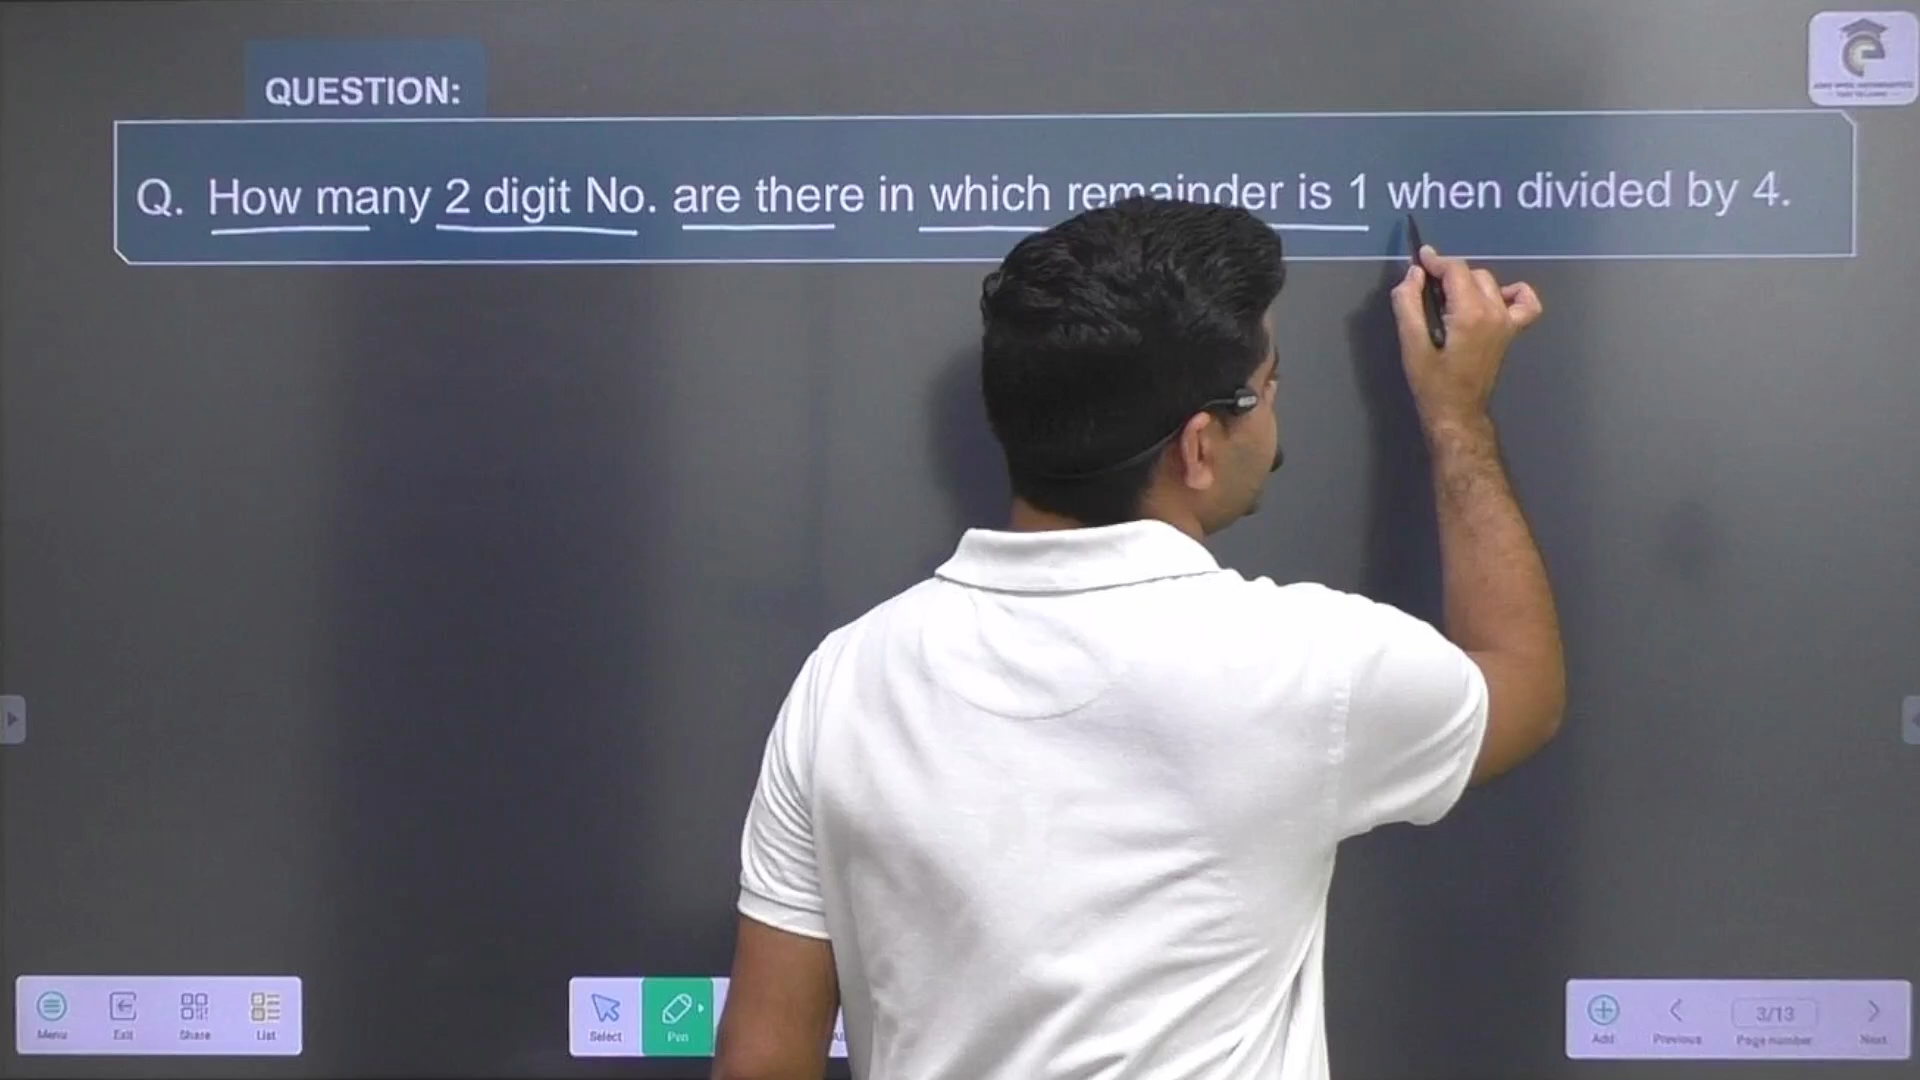 QUESTION:
Q. How many 2 digit No. are there in which remainder is 1 when divided by 4.
Menu
Exit
Share
List
Select
Pen
Add
Previous
3/13
Page number
Next